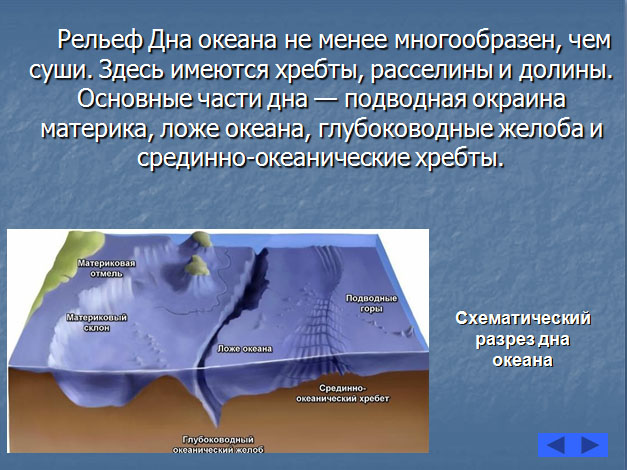 Рельеф Дна океана не менее многообразен, чем
суши. Здесь имеются хребты, расселины и долины.
Основные части дна — подводная окраина
материка, ложе океана, глубоководные желоба и
срединно-океанические хребты.
Материковая
отмель
Материковый
склон
Ложе океана
Подводные
горы
Срединно-
океанический хребет
Глубоководный
океанический желоб
Схематический
разрез дна
океана